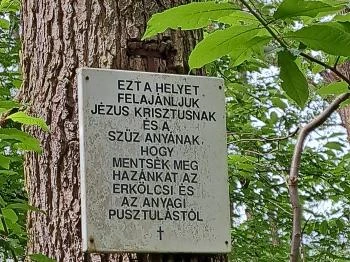 EZT A HELYET
FELAJÁNLJUK
JÉZUS KRISZTUSNAK
ÉS A
SZŰZ ANYÁNAK
HOGY
MENTSÉK MEG
HAZÁNKAT AZ
ERKÖLCSI ÉS
AZ ANYAGI
PUSZTULÁSTÓL